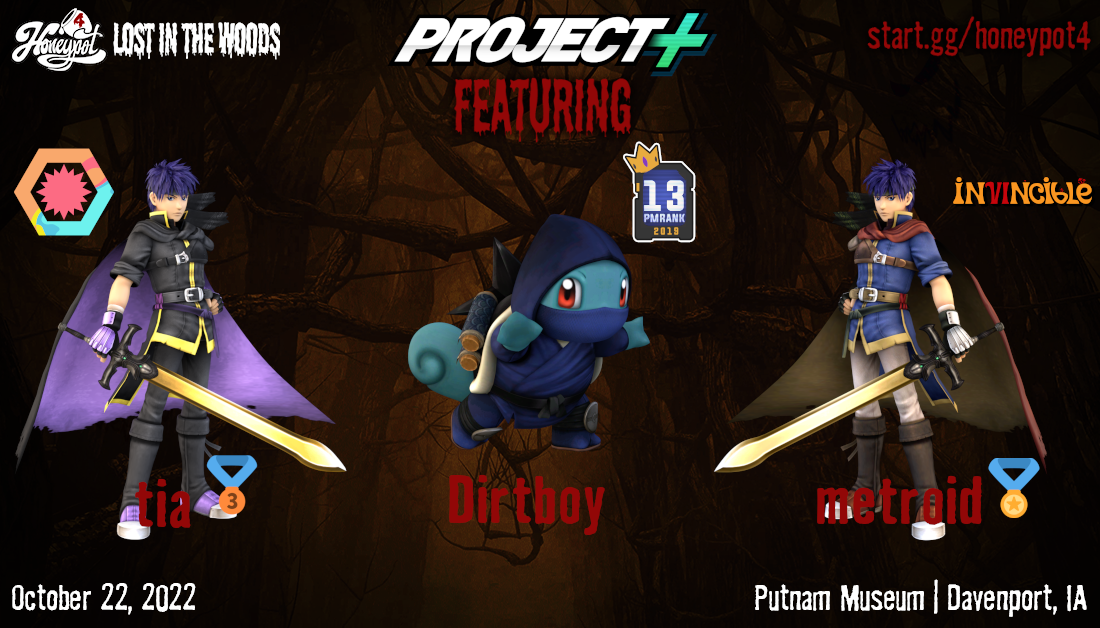 4
Honeypot
LOST IN THE WOODS
PROJECT+
start.gg/honeypot4
FEATURING
13
PMRANK
2019
INVINCIBLE
tia
3
Dirtboy
metroid
October 22, 2022
Putnam Museum | Davenport, IA